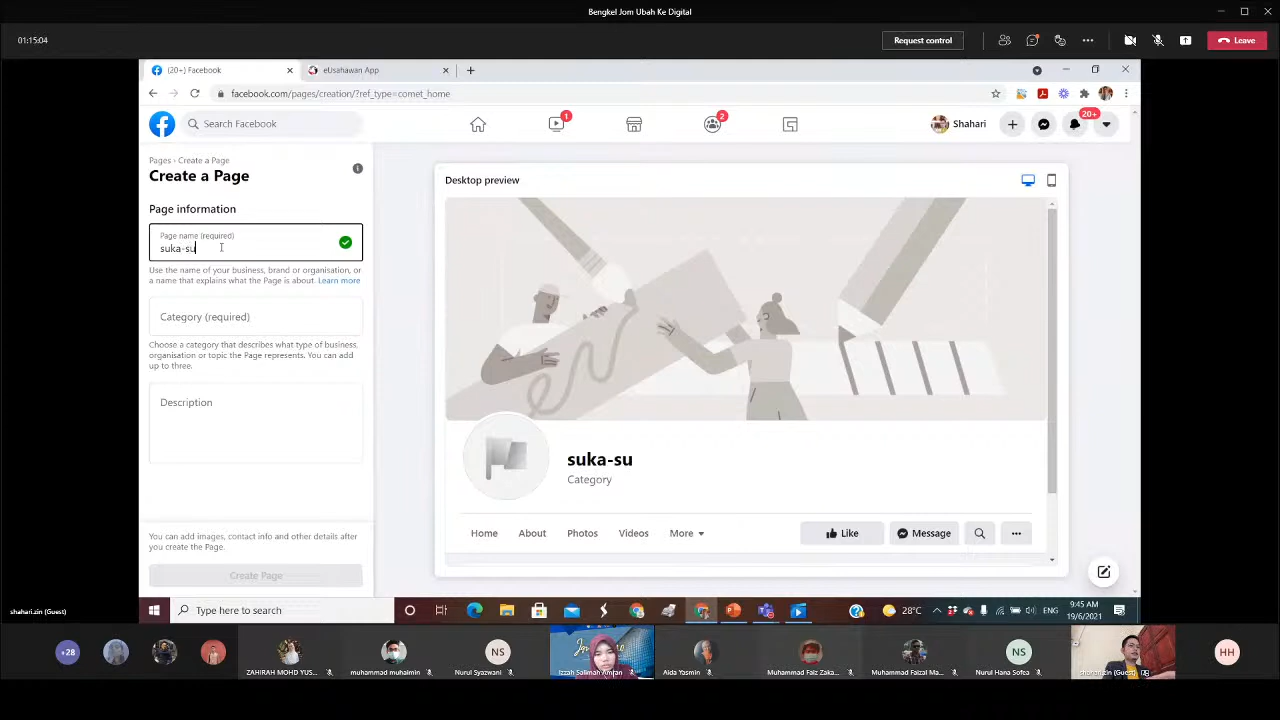 Bengkel Jom Ubah Ke Digital
01:15:04
Request control
Leave
(20+) Facebook
eUsahawan App
facebook.com/pages/creation/?ref_type=comet_home
Search Facebook
1
2
Shahari
20+
Pages › Create a Page
Create a Page
Page information
Page name (required)
suka-su
Use the name of your business, brand or organisation, or
a name that explains what the Page is about. Learn more
Category (required)
Choose a category that describes what type of business,
organisation or topic the Page represents. You can add
up to three.
Description
You can add images, contact info and other details after
you create the Page.
Create Page
Desktop preview
suka-su
Category
Home
About
Photos
Videos
More
Like
Message
shahari.zin (Guest)
Type here to search
28°C
ENG
9:45 AM
19/6/2021
+28
ZAHIRAH MOHD YUS...
muhammad muhaimin
NS
Nurul Syazwani
Izzah Salimah Amran
Aida Yasmin
Muhammad Faiz Zaka...
Muhammad Faizal Ma...
NS
Nurul Hana Sofea
shahari.zin (Guest)
HH